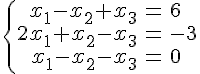 x₁-x₂+x₃ = 6
2x₁+x₂-x₃ = -3
x₁-x₂-x₃ = 0